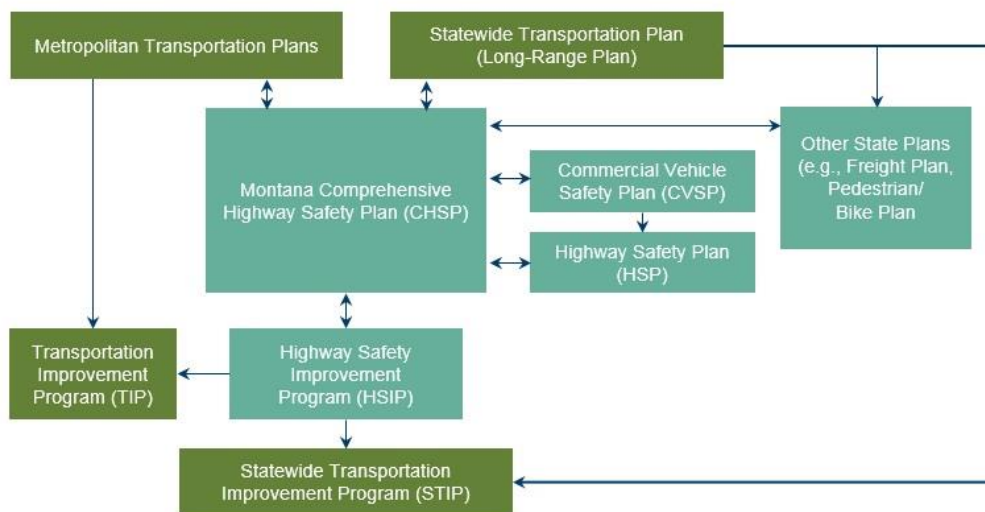 Metropolitan Transportation Plans
Statewide Transportation Plan
(Long-Range Plan)
Montana Comprehensive
Highway Safety Plan (CHSP)
Commercial Vehicle
Safety Plan (CVSP)
Highway Safety Plan
(HSP)
Other State Plans
(e.g., Freight Plan,
Pedestrian/
Bike Plan
Transportation
Improvement
Program (TIP)
Highway Safety
Improvement
Program (HSIP)
Statewide Transportation
Improvement Program (STIP)